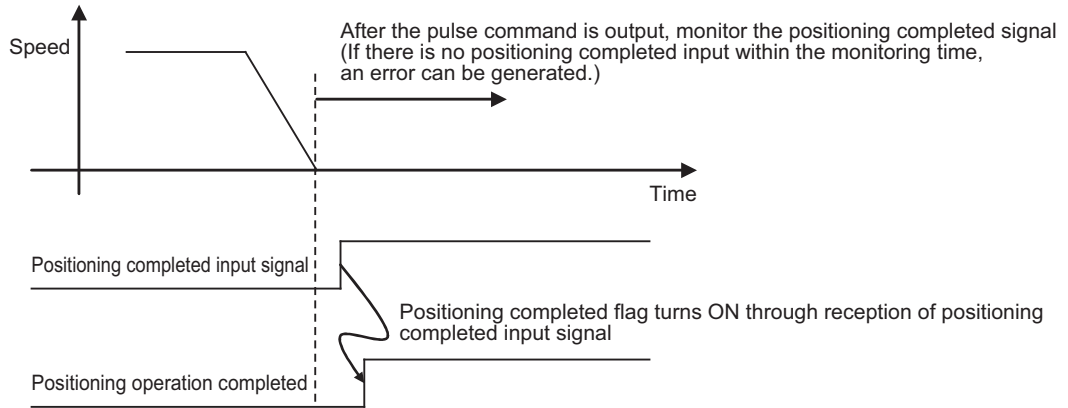 Speed
After the pulse command is output, monitor the positioning completed signal
(If there is no positioning completed input within the monitoring time,
an error can be generated.)
Time
Positioning completed input signal
Positioning completed flag turns ON through reception of positioning
completed input signal
Positioning operation completed